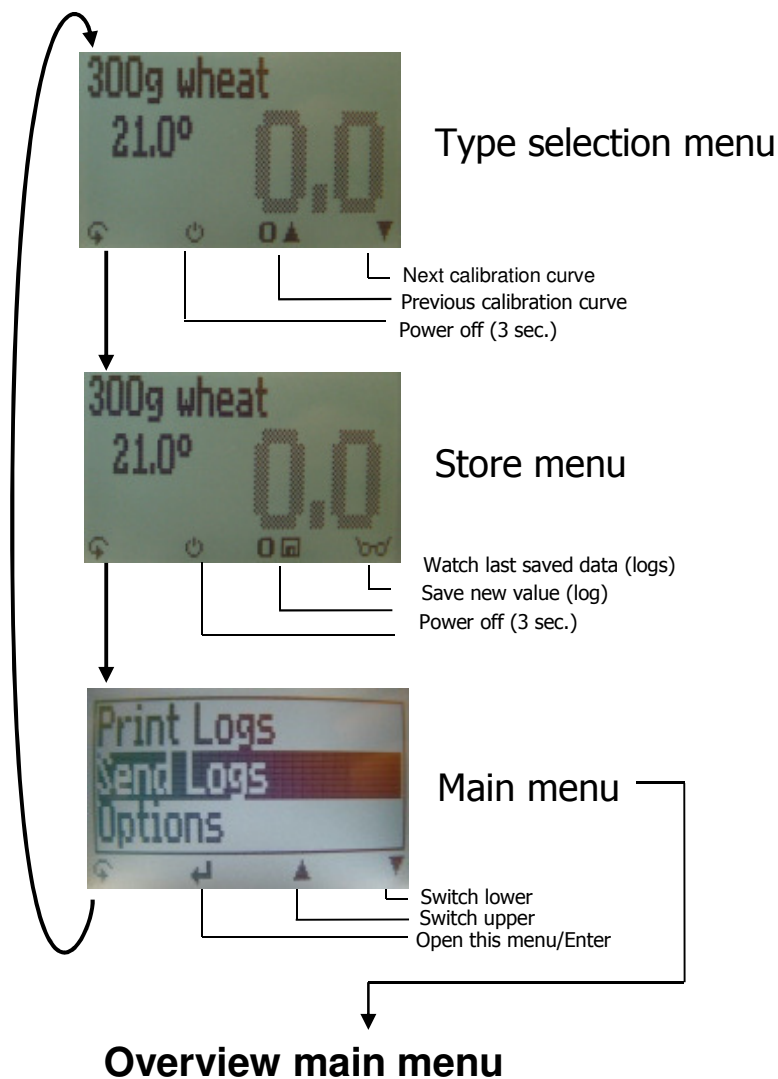 300g wheat
21.0º 0,0
Type selection menu
0
Next calibration curve
Previous calibration curve
Power off (3 sec.)
300g wheat
21.0º 0,0
Store menu
0
Watch last saved data (logs)
Save new value (log)
Power off (3 sec.)
Print Logs
Send Logs
Options
Main menu
Switch lower
Switch upper
Open this menu/Enter
Overview main menu